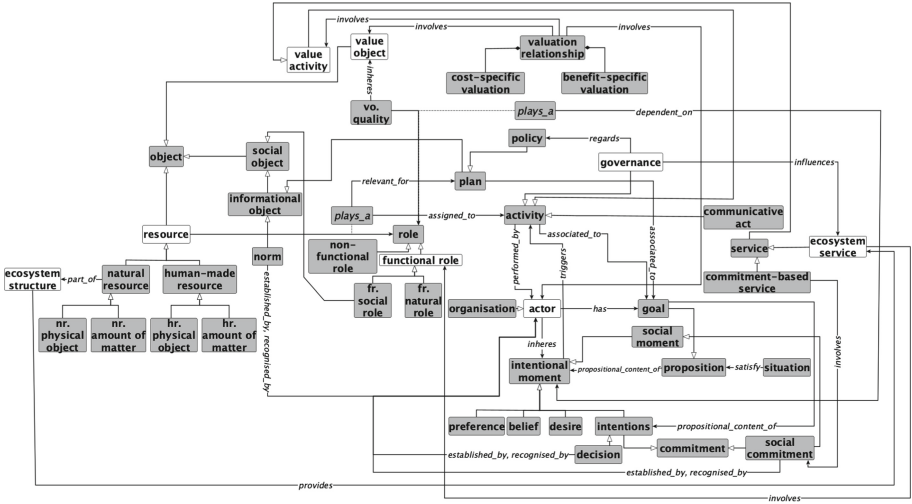 involves
involves
involves
value
activity
value
object
valuation
relationship
cost-specific
valuation
benefit-specific
valuation
inheres
vo.
quality
plays_a
dependent_on
policy
regards
governance
influences
object
social
object
relevant_for
plan
informational
object
plays_a
assigned_to
activity
communicative
act
resource
role
service
ecosystem
service
norm
non-
functional role
functional role
performed_by
associated_to
triggers
associated_to
commitment-based
service
ecosystem
structure
part_of
natural
resource
human-made
resource
established_by, recognised_by
fr.
social
role
fr.
natural
role
organisation
actor
has
goal
nr.
physical
object
nr.
amount of
matter
hr.
physical
object
hr.
amount of
matter
inheres
social
moment
involves
intentional
moment
propositional_content_of
proposition
satisfy
situation
preference
belief
desire
intentions
propositional_content_of
decision
commitment
social
commitment
established_by, recognised_by
established_by, recognised_by
provides
involves